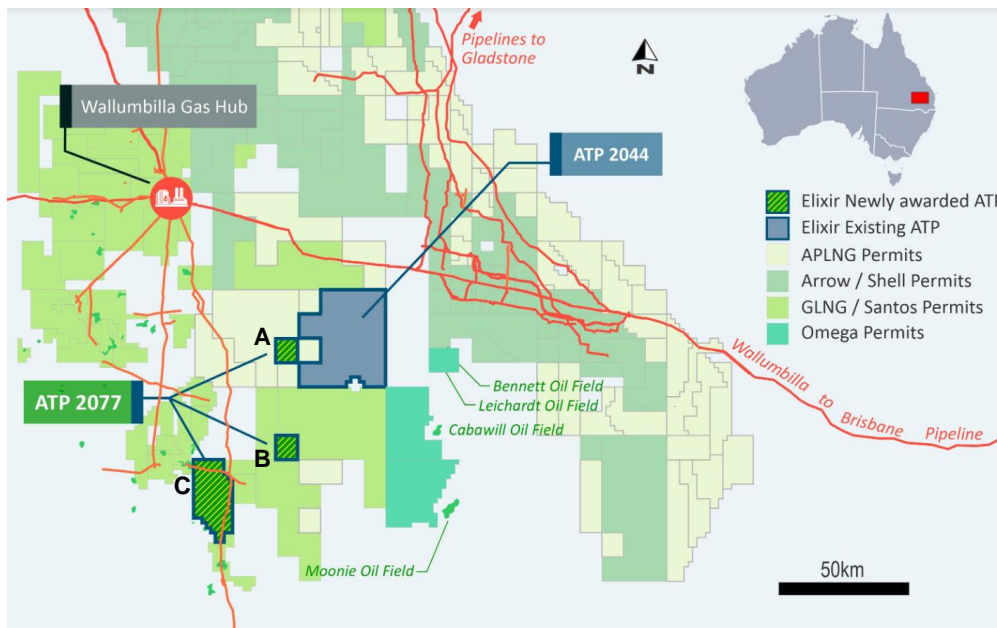 Pipelines to
Gladstone
N
Wallumbilla Gas Hub
ATP 2044
Elixir Newly awarded ATP
Elixir Existing ATP
APLNG Permits
Arrow / Shell Permits
GLNG / Santos Permits
Omega Permits
A
Bennett Oil Field
Leichardt Oil Field
Wallumbilla to Brisbane Pipeline
ATP 2077
Cabawill Oil Field
B
C
Moonie Oil Field
50km